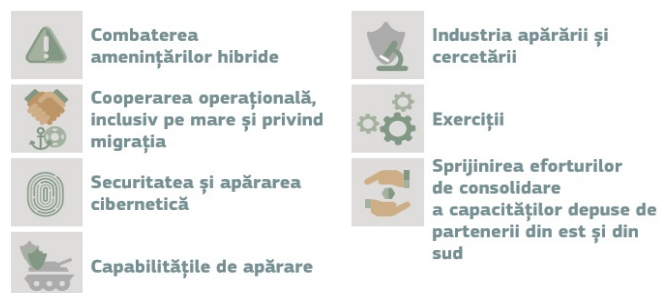 Combaterea
amenințărilor hibride
Cooperarea operațională,
inclusiv pe mare și privind
migrația
Securitatea și apărarea
cibernetică
Capabilitățile de apărare
Industria apărării și
cercetării
Exerciții
Sprijinirea eforturilor
de consolidare
a capacităților depuse de
partenerii din est și din
sud